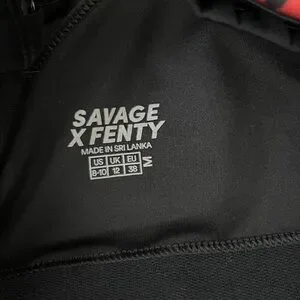 SAVAGE
X FENTY
MADE IN SRI LANKA
US UK EU
8-10 12 38 M